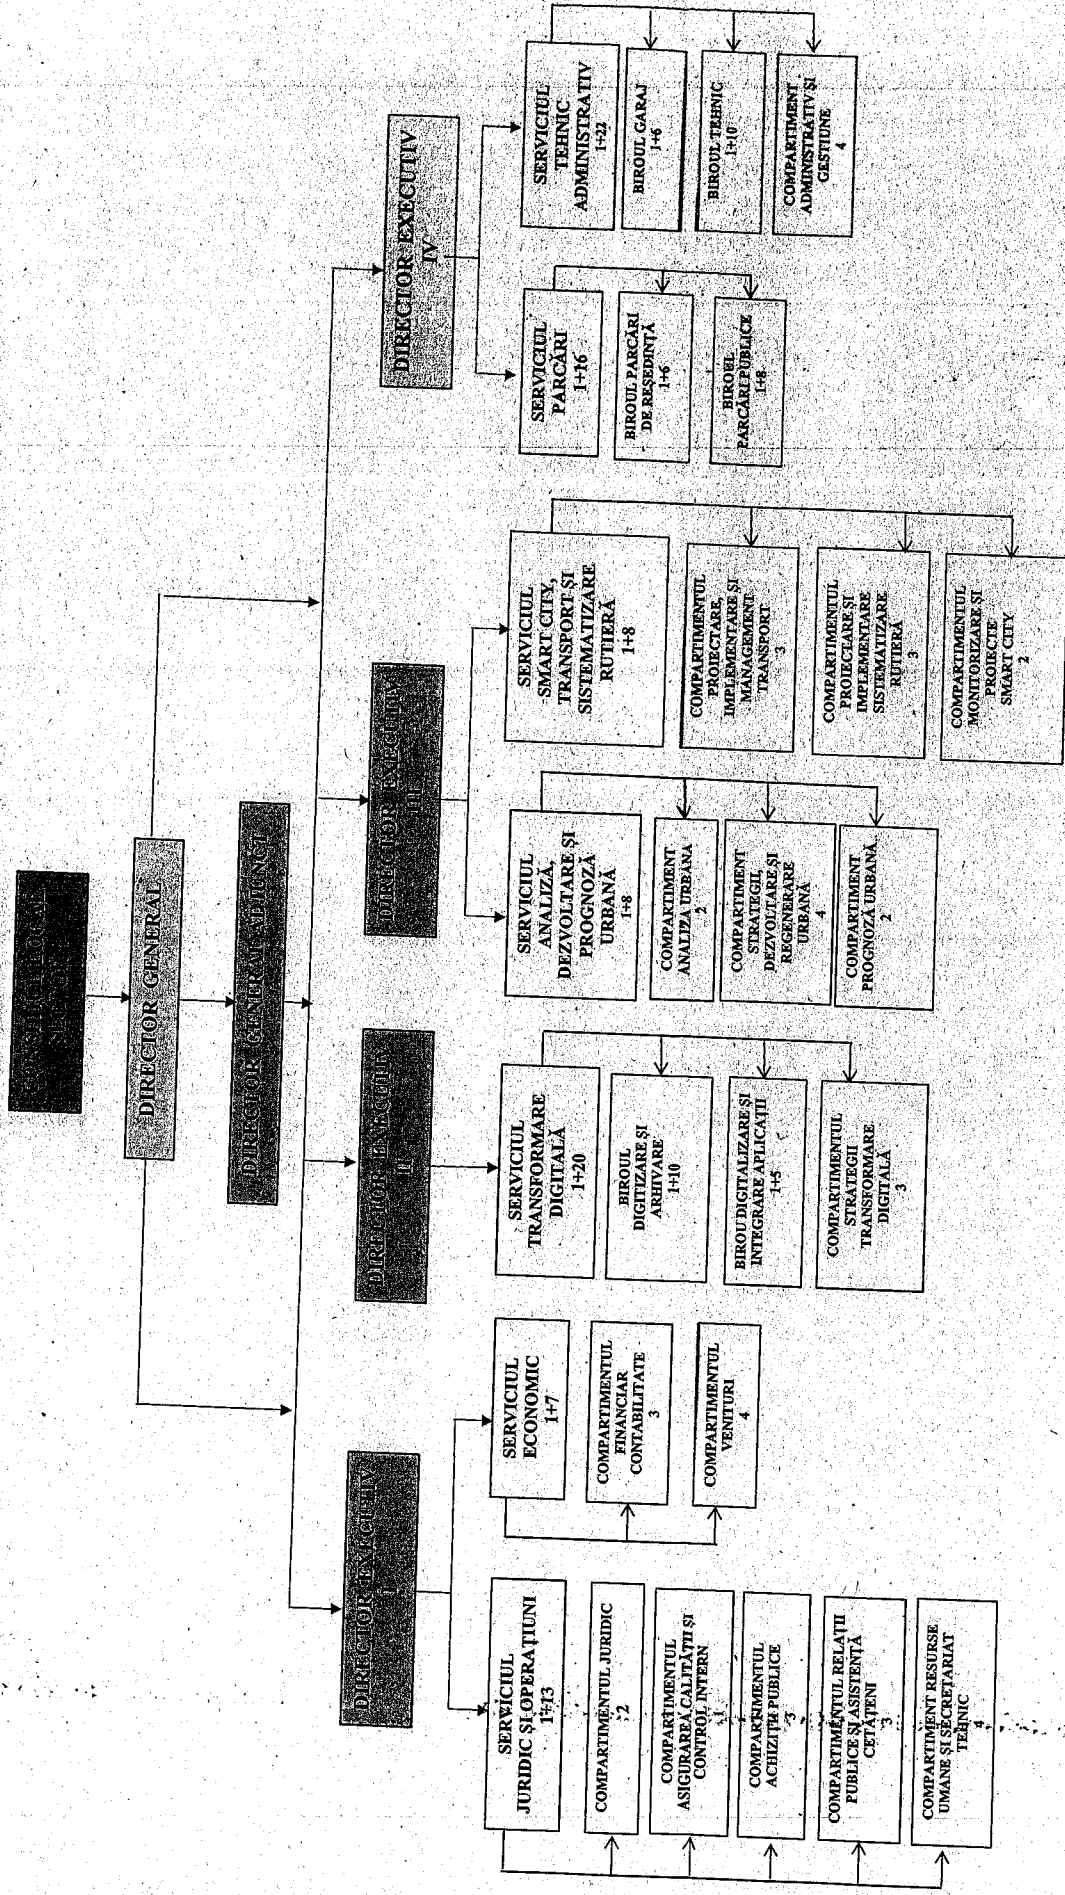 CONSILIUL LOCAL
DIRECTOR GENERAL
DIRECTOR GENERAL ADJUNCT
DIRECTOR EXECUTIV
I
SERVICIUL
JURIDIC ȘI OPERAȚIUNI
1+13
COMPARTIMENTUL JURIDIC
2
COMPARTIMENTUL
ASIGURAREA CALITĂȚII ȘI
CONTROL INTERN
1
COMPARTIMENTUL
ACHIZIȚII PUBLICE
3
COMPARTIMENTUL RELAȚII
PUBLICE ȘI ASISTENȚĂ
CETĂȚENI
3
COMPARTIMENT RESURSE
UMANE ȘI SECRETARIAT
TEHNIC
4
SERVICIUL
ECONOMIC
1+7
COMPARTIMENTUL
FINANCIAR
CONTABILITATE
3
COMPARTIMENTUL
VENITURI
4
DIRECTOR EXECUTIV
II
SERVICIUL
TRANSFORMARE
DIGITALĂ
1+20
BIROUL
DIGITIZARE ȘI
ARHIVARE
1+10
BIROU DIGITALIZARE ȘI
INTEGRARE APLICAȚII
1+5
COMPARTIMENTUL
STRATEGII
TRANSFORMARE
DIGITALĂ
3
DIRECTOR EXECUTIV
III
SERVICIUL
ANALIZĂ,
DEZVOLTARE ȘI
PROGNOZĂ
URBANĂ
1+8
COMPARTIMENT
ANALIZA URBANA
2
COMPARTIMENT
STRATEGII,
DEZVOLTARE ȘI
REGENERARE
URBANĂ
4
COMPARTIMENT
PROGNOZĂ URBANĂ
2
SERVICIUL
SMART CITY,
TRANSPORT ȘI
SISTEMATIZARE
RUTIERĂ
1+8
COMPARTIMENTUL
PROIECTARE,
IMPLEMENTARE ȘI
MANAGEMENT
TRANSPORT
3
COMPARTIMENTUL
PROIECTARE ȘI
IMPLEMENTARE
SISTEMATIZARE
RUTIERĂ
3
COMPARTIMENTUL
MONITORIZARE ȘI
PROIECTE
SMART CITY
2
DIRECTOR EXECUTIV
IV
SERVICIUL
PARCĂRI
1+16
BIROUL PARCĂRI
DE REȘEDINȚĂ
1+6
BIROUL
PARCĂRI PUBLICE
1+8
SERVICIUL
TEHNIC
ADMINISTRATIV
1+22
BIROUL GARAJ
1+6
BIROUL TEHNIC
1+10
COMPARTIMENT
ADMINISTRATIV ȘI
GESTIUNE
4